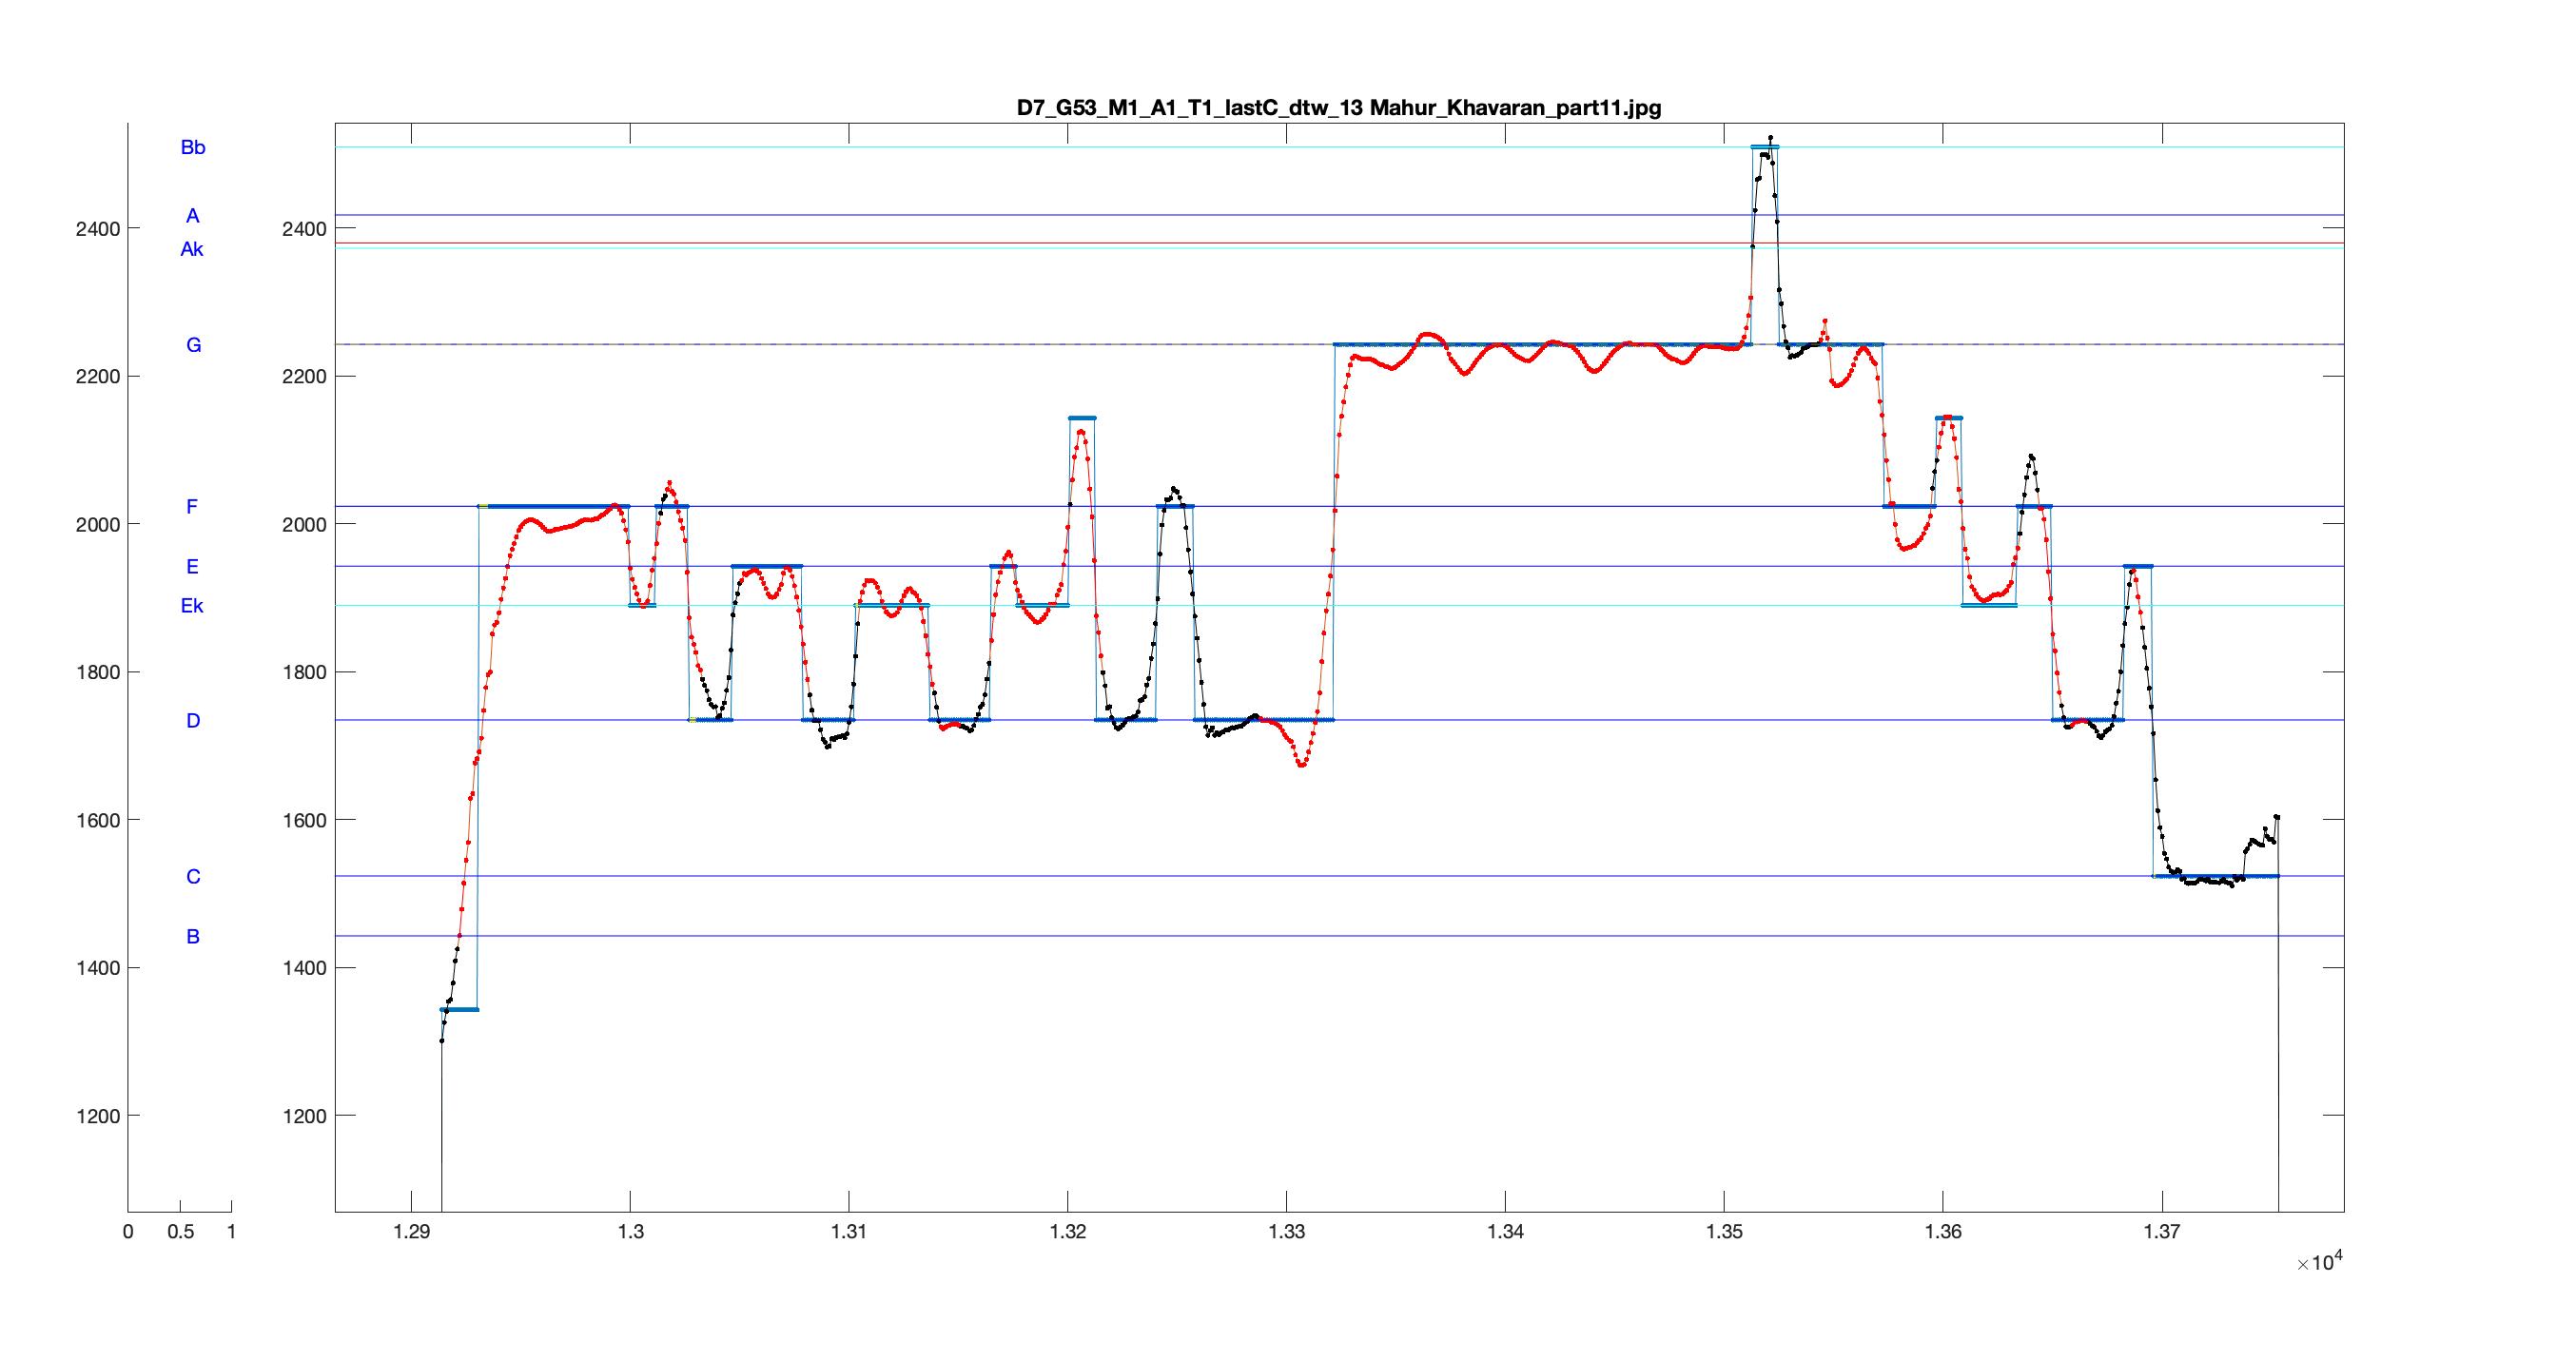 D7_G53_M1_A1_T1_lastC_dtw_13 Mahur_Khavaran_part11.jpg
Bb
A
2400 2400
Ak
G
2200 2200
F
2000 2000
E
Ek
1800 1800
D
1600 1600
C
B
1400 1400
1200 1200
0 0.5 1 1.29 1.3 1.31 1.32 1.33 1.34 1.35 1.36 1.37
×10⁴